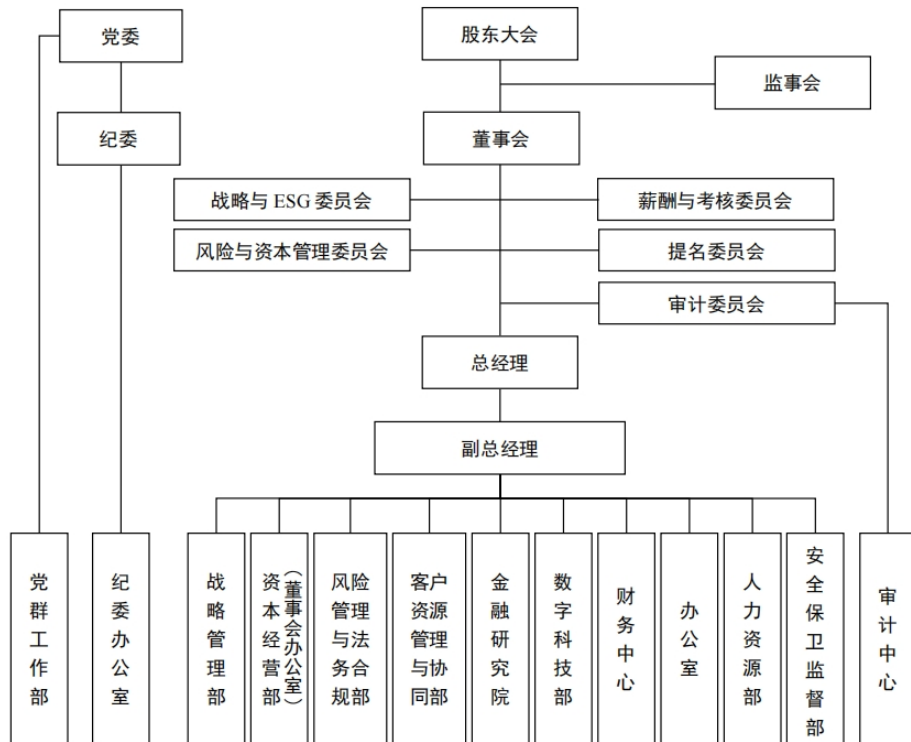 党委
股东大会
监事会
纪委
董事会
战略与 ESG 委员会
薪酬与考核委员会
风险与资本管理委员会
提名委员会
审计委员会
总经理
副总经理
党群工作部
纪委办公室
战略管理部
资本经营部
（董事会办公室）
风险管理与法务合规部
客户资源管理与协同部
金融研究院
数字科技部
财务中心
办公室
人力资源部
安全保卫监督部
审计中心